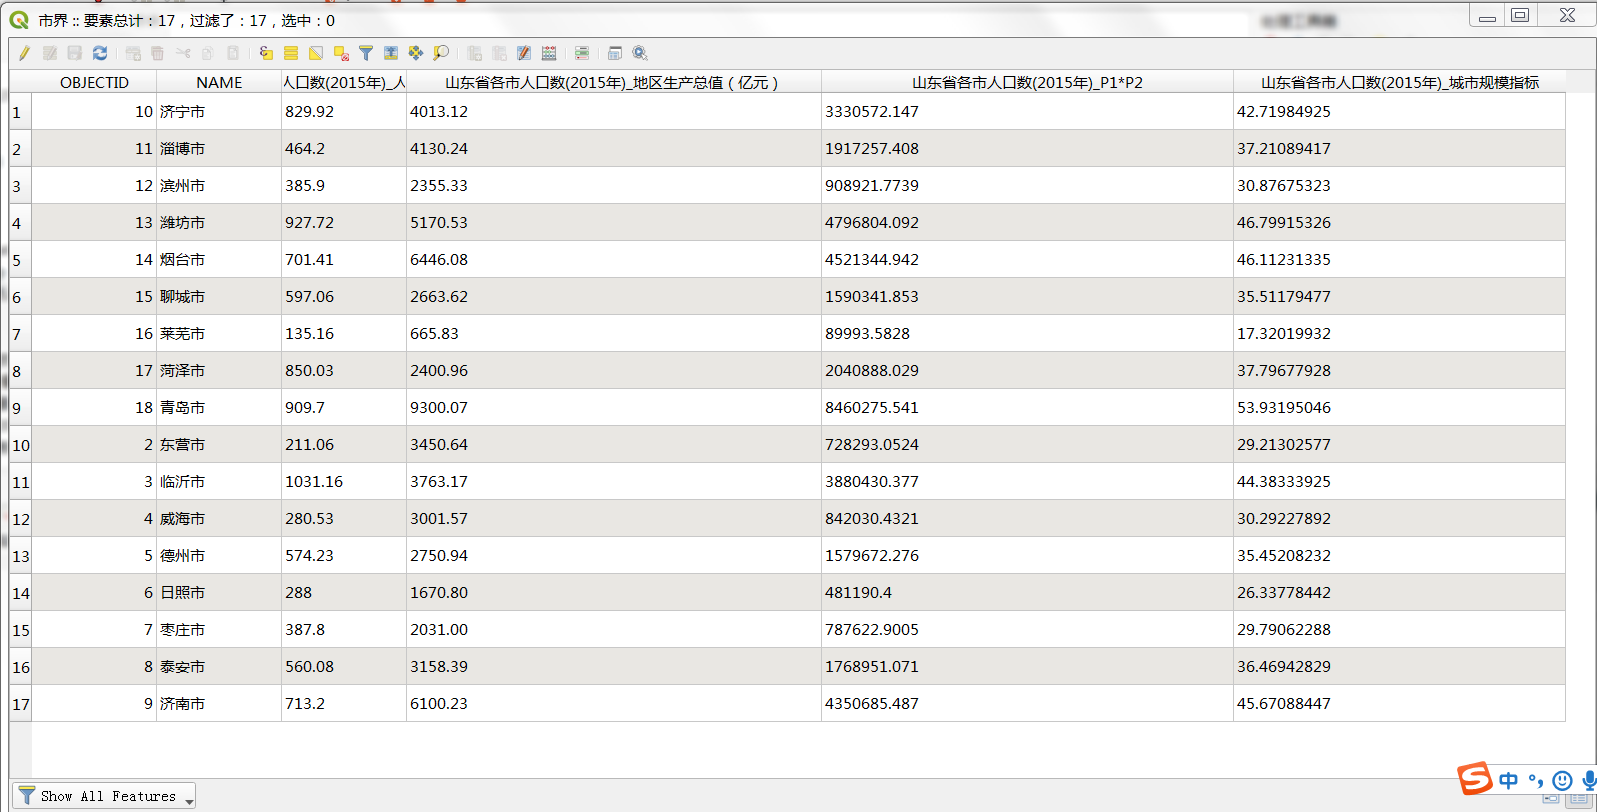 市界 :: 要素总计：17，过滤了：17，选中：0
OBJECTID NAME 人口数(2015年)_人 山东省各市人口数(2015年)_地区生产总值（亿元） 山东省各市人口数(2015年)_P1*P2 山东省各市人口数(2015年)_城市规模指标
1 10 济宁市 829.92 4013.12 3330572.147 42.71984925
2 11 淄博市 464.2 4130.24 1917257.408 37.21089417
3 12 滨州市 385.9 2355.33 908921.7739 30.87675323
4 13 潍坊市 927.72 5170.53 4796804.092 46.79915326
5 14 烟台市 701.41 6446.08 4521344.942 46.11231335
6 15 聊城市 597.06 2663.62 1590341.853 35.51179477
7 16 莱芜市 135.16 665.83 89993.5828 17.32019932
8 17 菏泽市 850.03 2400.96 2040888.029 37.79677928
9 18 青岛市 909.7 9300.07 8460275.541 53.93195046
10 2 东营市 211.06 3450.64 728293.0524 29.21302577
11 3 临沂市 1031.16 3763.17 3880430.377 44.38333925
12 4 威海市 280.53 3001.57 842030.4321 30.29227892
13 5 德州市 574.23 2750.94 1579672.276 35.45208232
14 6 日照市 288 1670.80 481190.4 26.33778442
15 7 枣庄市 387.8 2031.00 787622.9005 29.79062288
16 8 泰安市 560.08 3158.39 1768951.071 36.46942829
17 9 济南市 713.2 6100.23 4350685.487 45.67088447
Show All Features
中